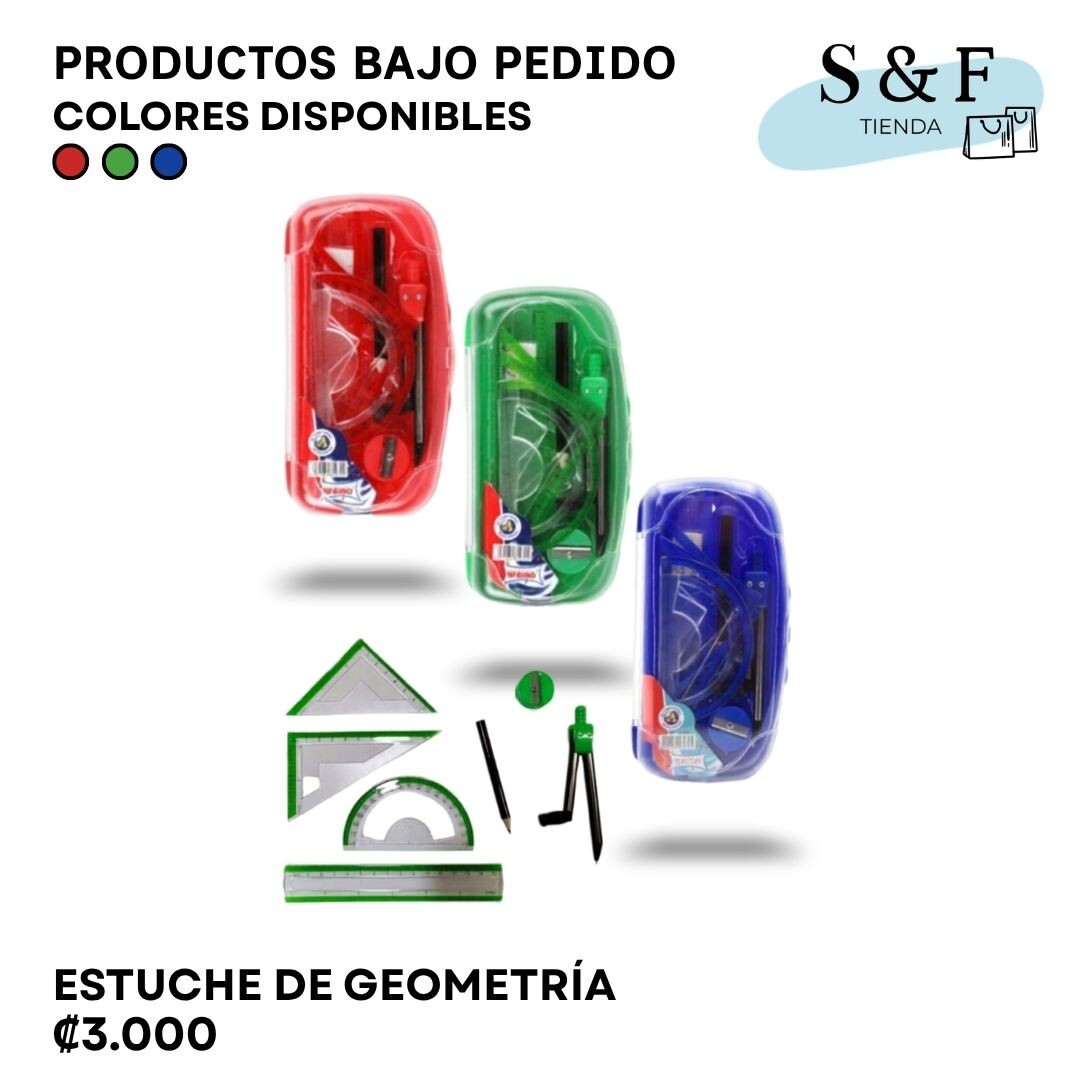 PRODUCTOS BAJO PEDIDO
COLORES DISPONIBLES
S & F
TIENDA
ESTUCHE DE GEOMETRÍA
₡3.000